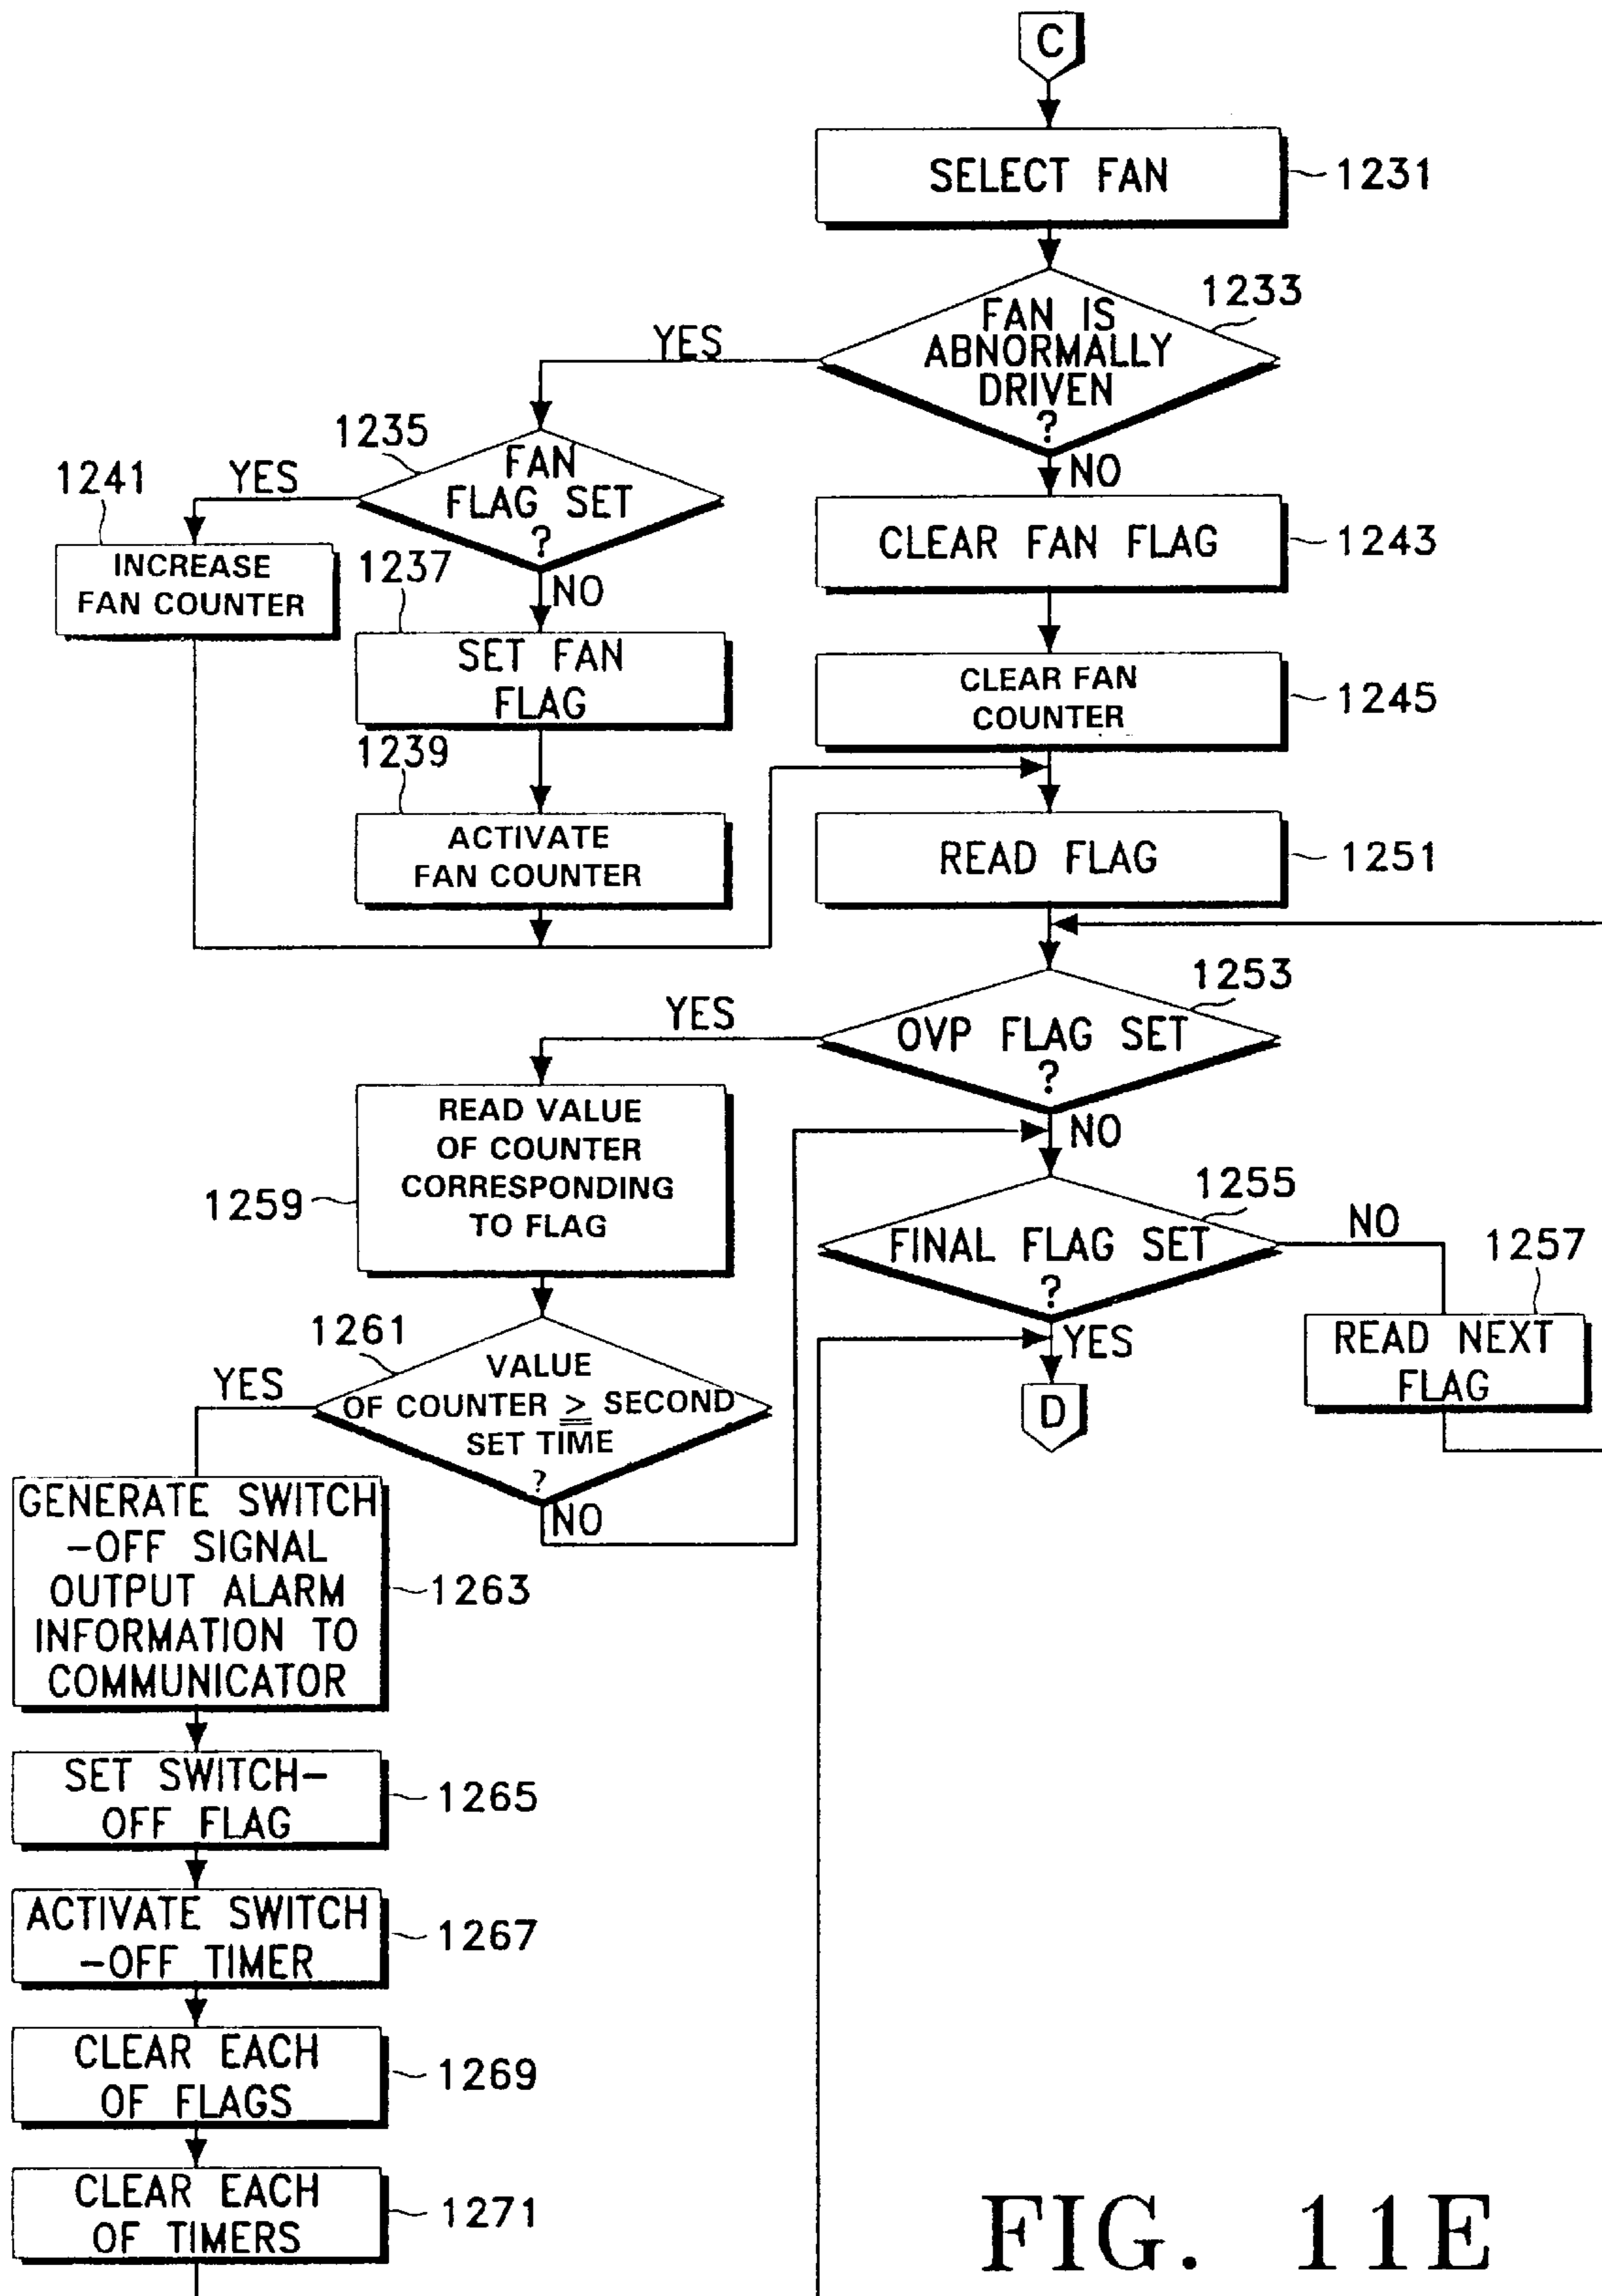 C
SELECT FAN
1231
FAN IS
ABNORMALLY
DRIVEN
?
1233
YES
NO
1235
FAN
FLAG SET
?
YES
NO
1241
INCREASE
FAN COUNTER
1237
SET FAN
FLAG
1239
ACTIVATE
FAN COUNTER
CLEAR FAN FLAG
1243
CLEAR FAN
COUNTER
1245
READ FLAG
1251
1253
OVP FLAG SET
?
YES
NO
READ VALUE
OF COUNTER
CORRESPONDING
TO FLAG
1259
1255
FINAL FLAG SET
?
NO
YES
1257
READ NEXT
FLAG
D
1261
VALUE
OF COUNTER ≧ SECOND
SET TIME
?
YES
NO
GENERATE SWITCH
-OFF SIGNAL
OUTPUT ALARM
INFORMATION TO
COMMUNICATOR
1263
SET SWITCH-
OFF FLAG
1265
ACTIVATE SWITCH
-OFF TIMER
1267
CLEAR EACH
OF FLAGS
1269
CLEAR EACH
OF TIMERS
1271
FIG. 11E